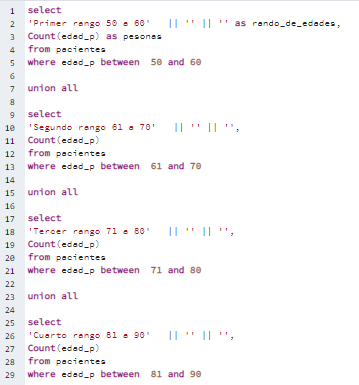 1 select
2 'Primer rango 50 a 60' || '' || '' as rando_de_edades,
3 Count(edad_p) as pesonas
4 from pacientes
5 where edad_p between 50 and 60
6
7 union all
8
9 select
10 'Segundo rango 61 a 70' || '' || '',
11 Count(edad_p)
12 from pacientes
13 where edad_p between 61 and 70
14
15 union all
16
17 select
18 'Tercer rango 71 a 80' || '' || '',
19 Count(edad_p)
20 from pacientes
21 where edad_p between 71 and 80
22
23 union all
24
25 select
26 'Cuarto rango 81 a 90' || '' || '',
27 Count(edad_p)
28 from pacientes
29 where edad_p between 81 and 90